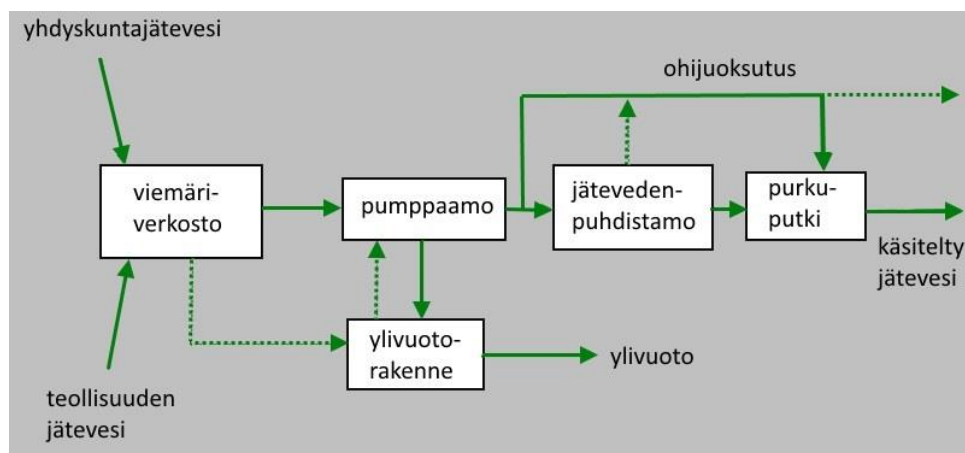 yhdyskuntajätevesi
ohijuoksutus
viemäri-
verkosto
pumppaamo
jäteveden-
puhdistamo
purku-
putki
käsitelty
jätevesi
ylivuoto-
rakenne
ylivuoto
teollisuuden
jätevesi